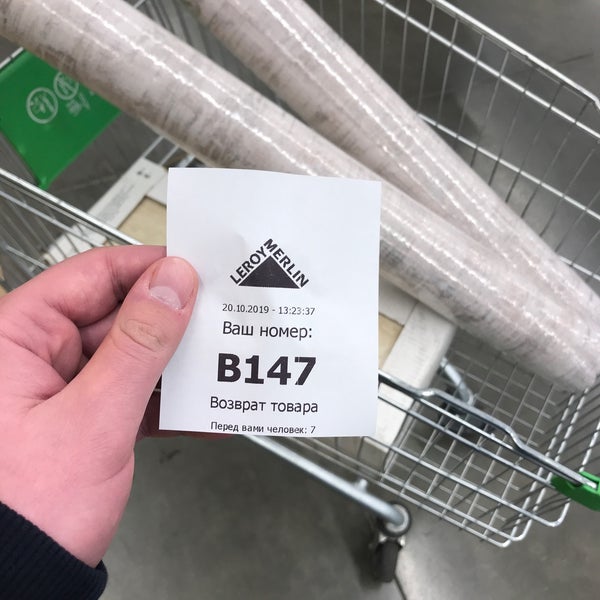 LEROY MERLIN
20.10.2019 - 13:23:37
Ваш номер:
B147
Возврат товара
Перед вами человек: 7